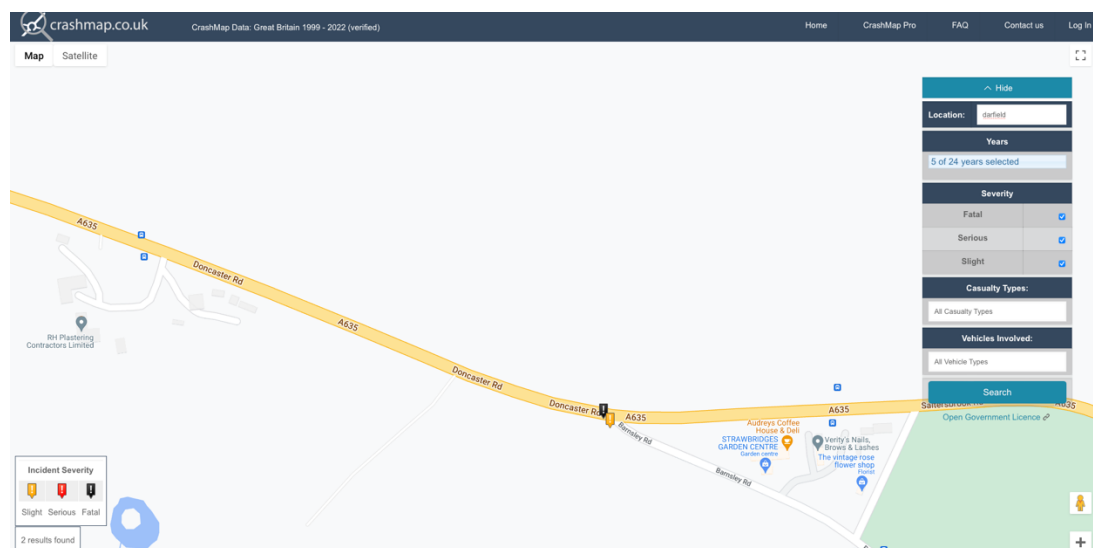 crashmap.co.uk
CrashMap Data: Great Britain 1999 - 2022 (verified)
Home
CrashMap Pro
FAQ
Contact us
Log In
Map
Satellite
Hide
Location:
darfield
Years
5 of 24 years selected
Severity
Fatal
Serious
Slight
Casualty Types:
All Casualty Types
Vehicles Involved:
All Vehicle Types
Search
Open Government Licence
A635
Doncaster Rd
A635
RH Plastering
Contractors Limited
Doncaster Rd
Doncaster Rd
A635
A635
A635
Barnsley Rd
Audreys Coffee
House & Deli
STRAWBRIDGES
GARDEN CENTRE
Garden centre
Verity's Nails,
Brows & Lashes
The vintage rose
flower shop
Florist
Barnsley Rd
Incident Severity
Slight
Serious
Fatal
2 results found